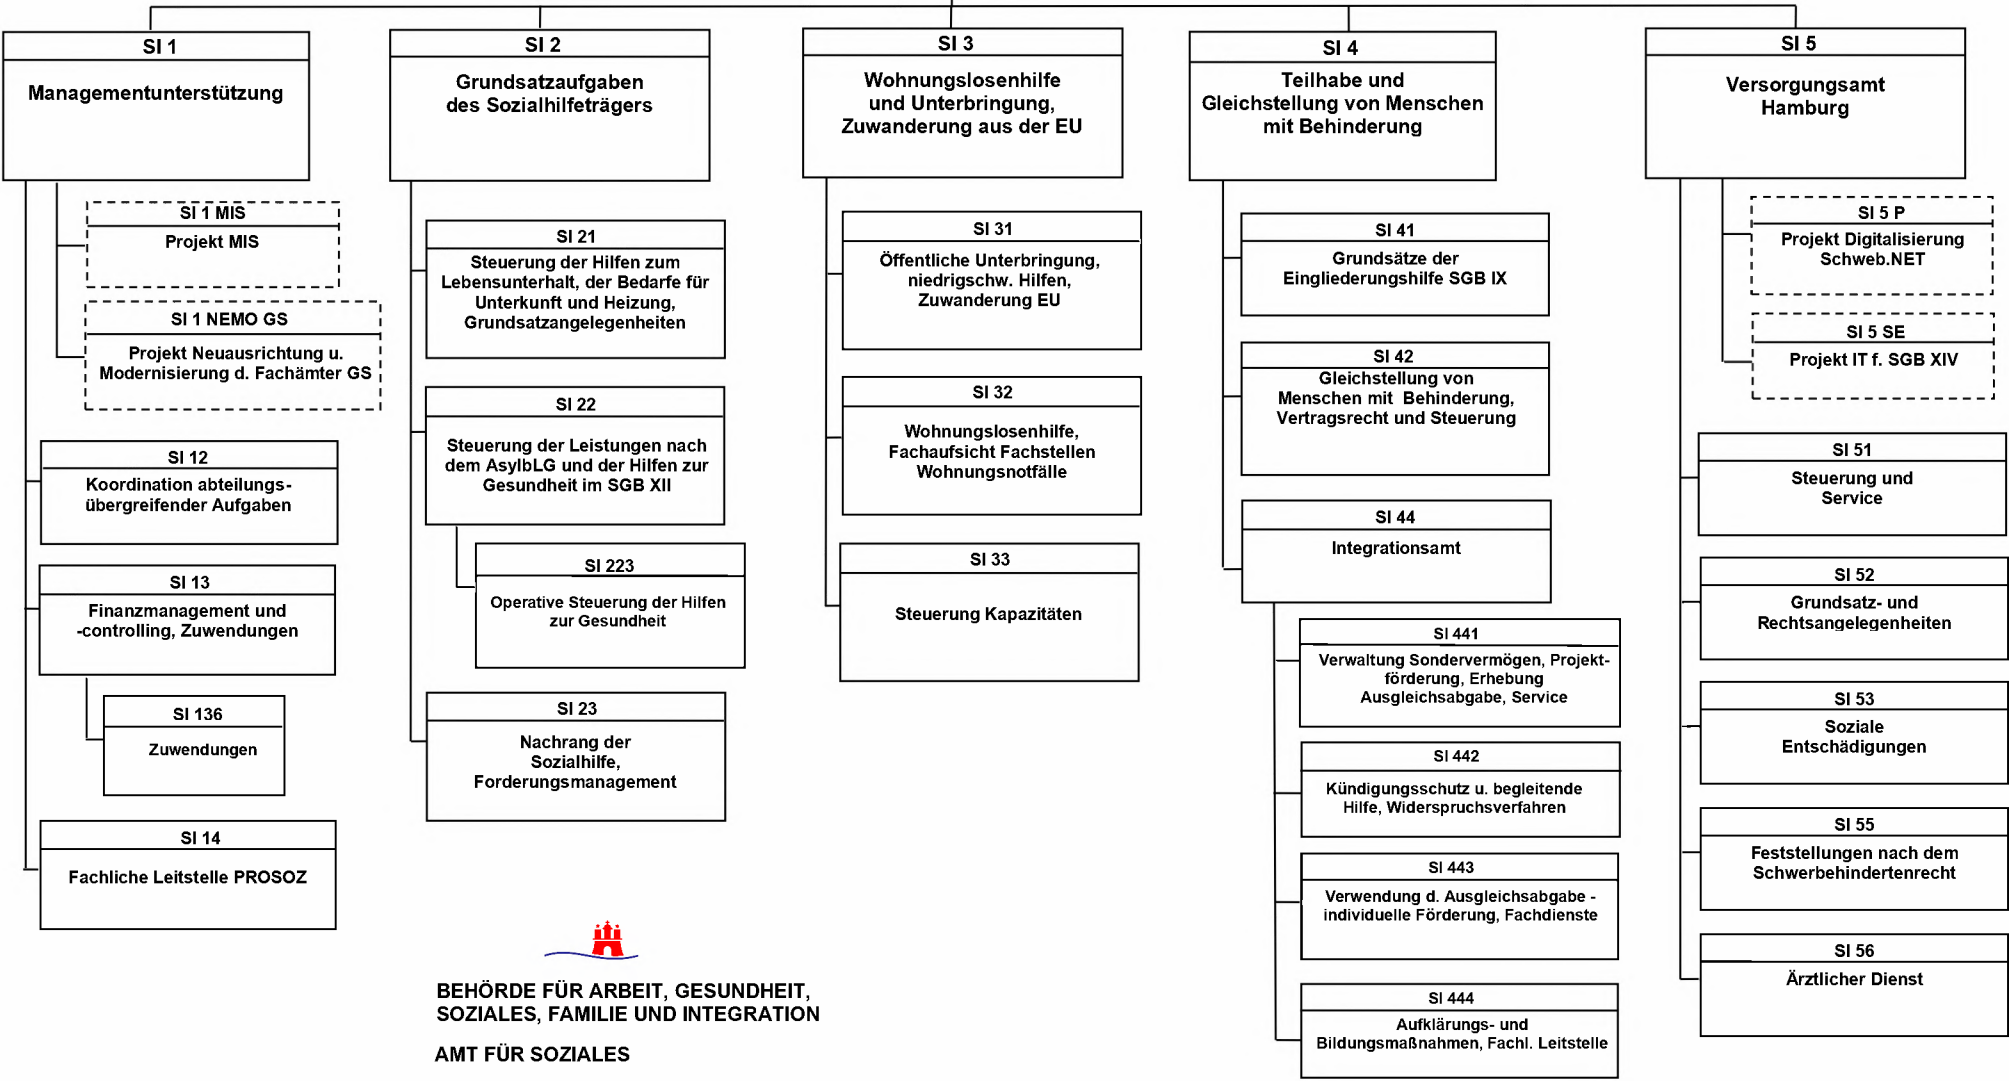 SI 1
Managementunterstützung
SI 1 MIS
Projekt MIS
SI 1 NEMO GS
Projekt Neuausrichtung u.
Modernisierung d. Fachämter GS
SI 12
Koordination abteilungs-
übergreifender Aufgaben
SI 13
Finanzmanagement und
-controlling, Zuwendungen
SI 136
Zuwendungen
SI 14
Fachliche Leitstelle PROSOZ
SI 2
Grundsatzaufgaben
des Sozialhilfeträgers
SI 21
Steuerung der Hilfen zum
Lebensunterhalt, der Bedarfe für
Unterkunft und Heizung,
Grundsatzangelegenheiten
SI 22
Steuerung der Leistungen nach
dem AsylbLG und der Hilfen zur
Gesundheit im SGB XII
SI 223
Operative Steuerung der Hilfen
zur Gesundheit
SI 23
Nachrang der
Sozialhilfe,
Forderungsmanagement
SI 3
Wohnungslosenhilfe
und Unterbringung,
Zuwanderung aus der EU
SI 31
Öffentliche Unterbringung,
niedrigschw. Hilfen,
Zuwanderung EU
SI 32
Wohnungslosenhilfe,
Fachaufsicht Fachstellen
Wohnungsnotfälle
SI 33
Steuerung Kapazitäten
SI 4
Teilhabe und
Gleichstellung von Menschen
mit Behinderung
SI 41
Grundsätze der
Eingliederungshilfe SGB IX
SI 42
Gleichstellung von
Menschen mit Behinderung,
Vertragsrecht und Steuerung
SI 44
Integrationsamt
SI 441
Verwaltung Sondervermögen, Projekt-
förderung, Erhebung
Ausgleichsabgabe, Service
SI 442
Kündigungsschutz u. begleitende
Hilfe, Widerspruchsverfahren
SI 443
Verwendung d. Ausgleichsabgabe -
individuelle Förderung, Fachdienste
SI 444
Aufklärungs- und
Bildungsmaßnahmen, Fachl. Leitstelle
SI 5
Versorgungsamt
Hamburg
SI 5 P
Projekt Digitalisierung
Schweb.NET
SI 5 SE
Projekt IT f. SGB XIV
SI 51
Steuerung und
Service
SI 52
Grundsatz- und
Rechtsangelegenheiten
SI 53
Soziale
Entschädigungen
SI 55
Feststellungen nach dem
Schwerbehindertenrecht
SI 56
Ärztlicher Dienst
BEHÖRDE FÜR ARBEIT, GESUNDHEIT,
SOZIALES, FAMILIE UND INTEGRATION
AMT FÜR SOZIALES